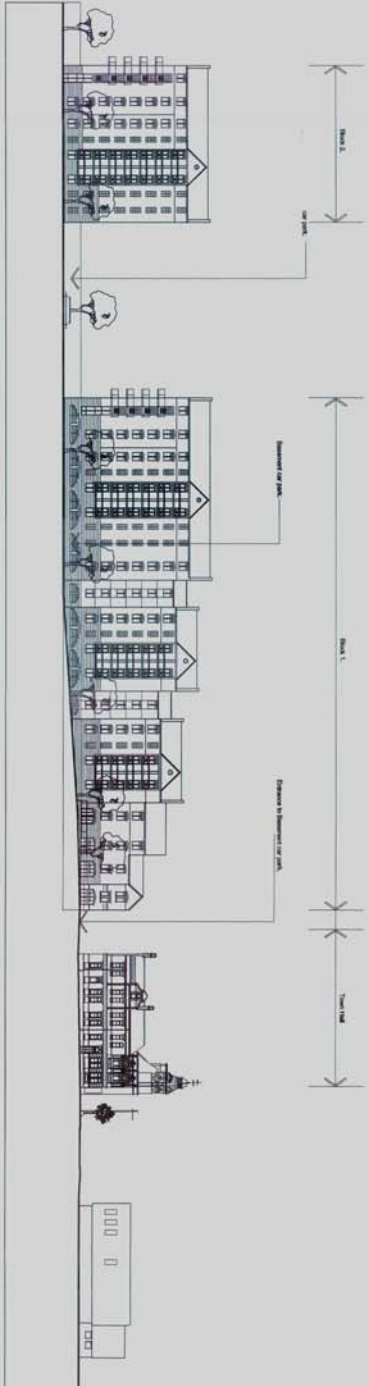 Block 2.
car park.
Basement car park.
Block 1.
Entrance to Basement car park.
Town Hall